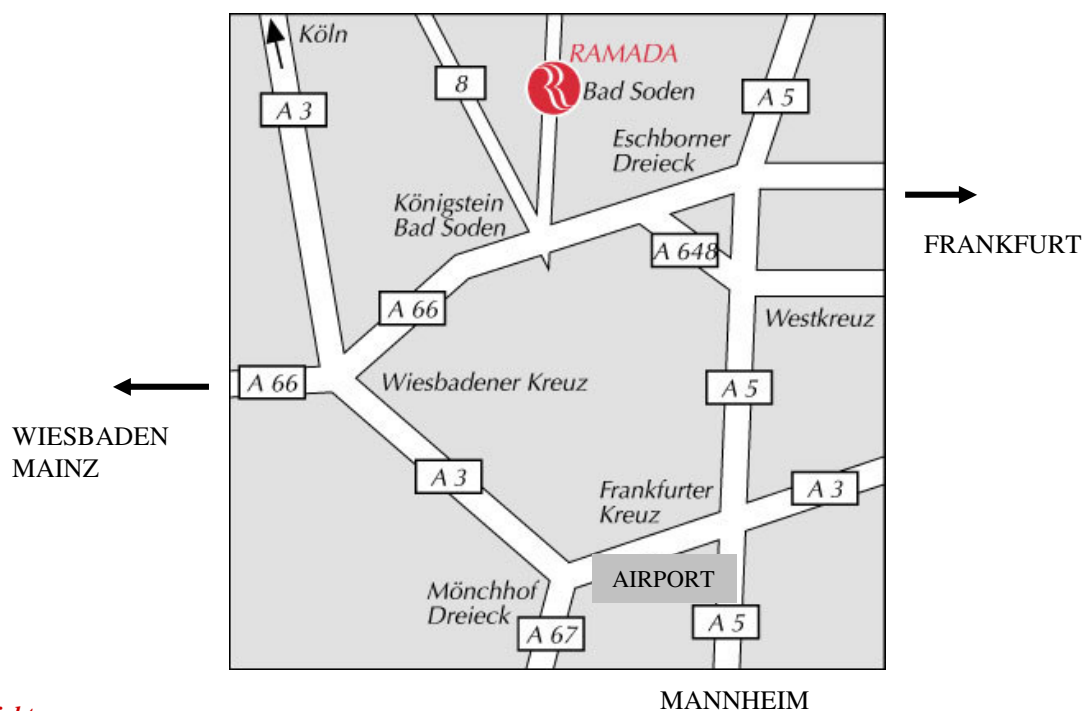 Köln
RAMADA
8
Bad Soden
A 3
A 5
Eschborner
Dreieck
Königstein
Bad Soden
FRANKFURT
A 648
A 66
Westkreuz
A 66
Wiesbadener Kreuz
A 5
WIESBADEN
MAINZ
A 3
Frankfurter
Kreuz
A 3
AIRPORT
Mönchhof
Dreieck
A 67
A 5
MANNHEIM